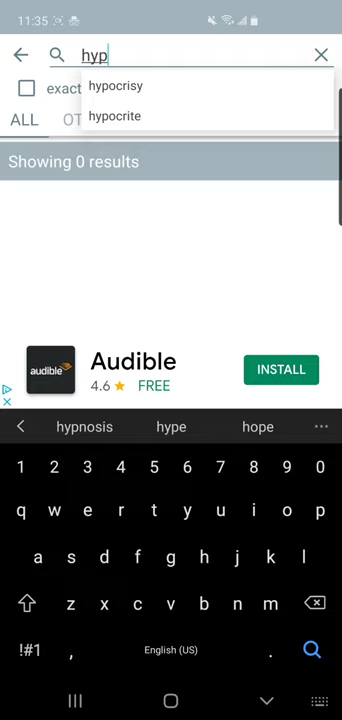 11:35
hyp
hypocrisy
exact
hypocrite
ALL OT
Showing 0 results
audible
Audible
4.6 ★ FREE
INSTALL
hypnosis hype hope
1 2 3 4 5 6 7 8 9 0
q w e r t y u i o p
a s d f g h j k l
z x c v b n m
!#1 , English (US) .